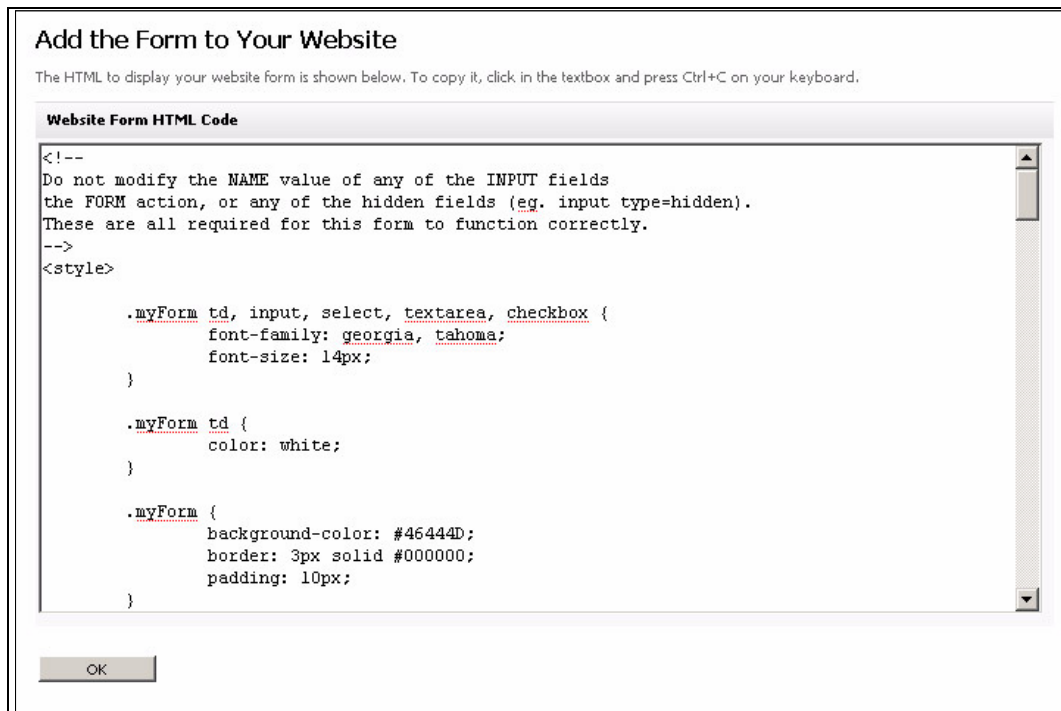 Add the Form to Your Website
The HTML to display your website form is shown below. To copy it, click in the textbox and press Ctrl+C on your keyboard.
Website Form HTML Code
<!--
Do not modify the NAME value of any of the INPUT fields
the FORM action, or any of the hidden fields (eg. input type=hidden).
These are all required for this form to function correctly.
-->
<style>
.myForm td, input, select, textarea, checkbox {
font-family: georgia, tahoma;
font-size: 14px;
}
.myForm td {
color: white;
}
.myForm {
background-color: #46444D;
border: 3px solid #000000;
padding: 10px;
}
OK